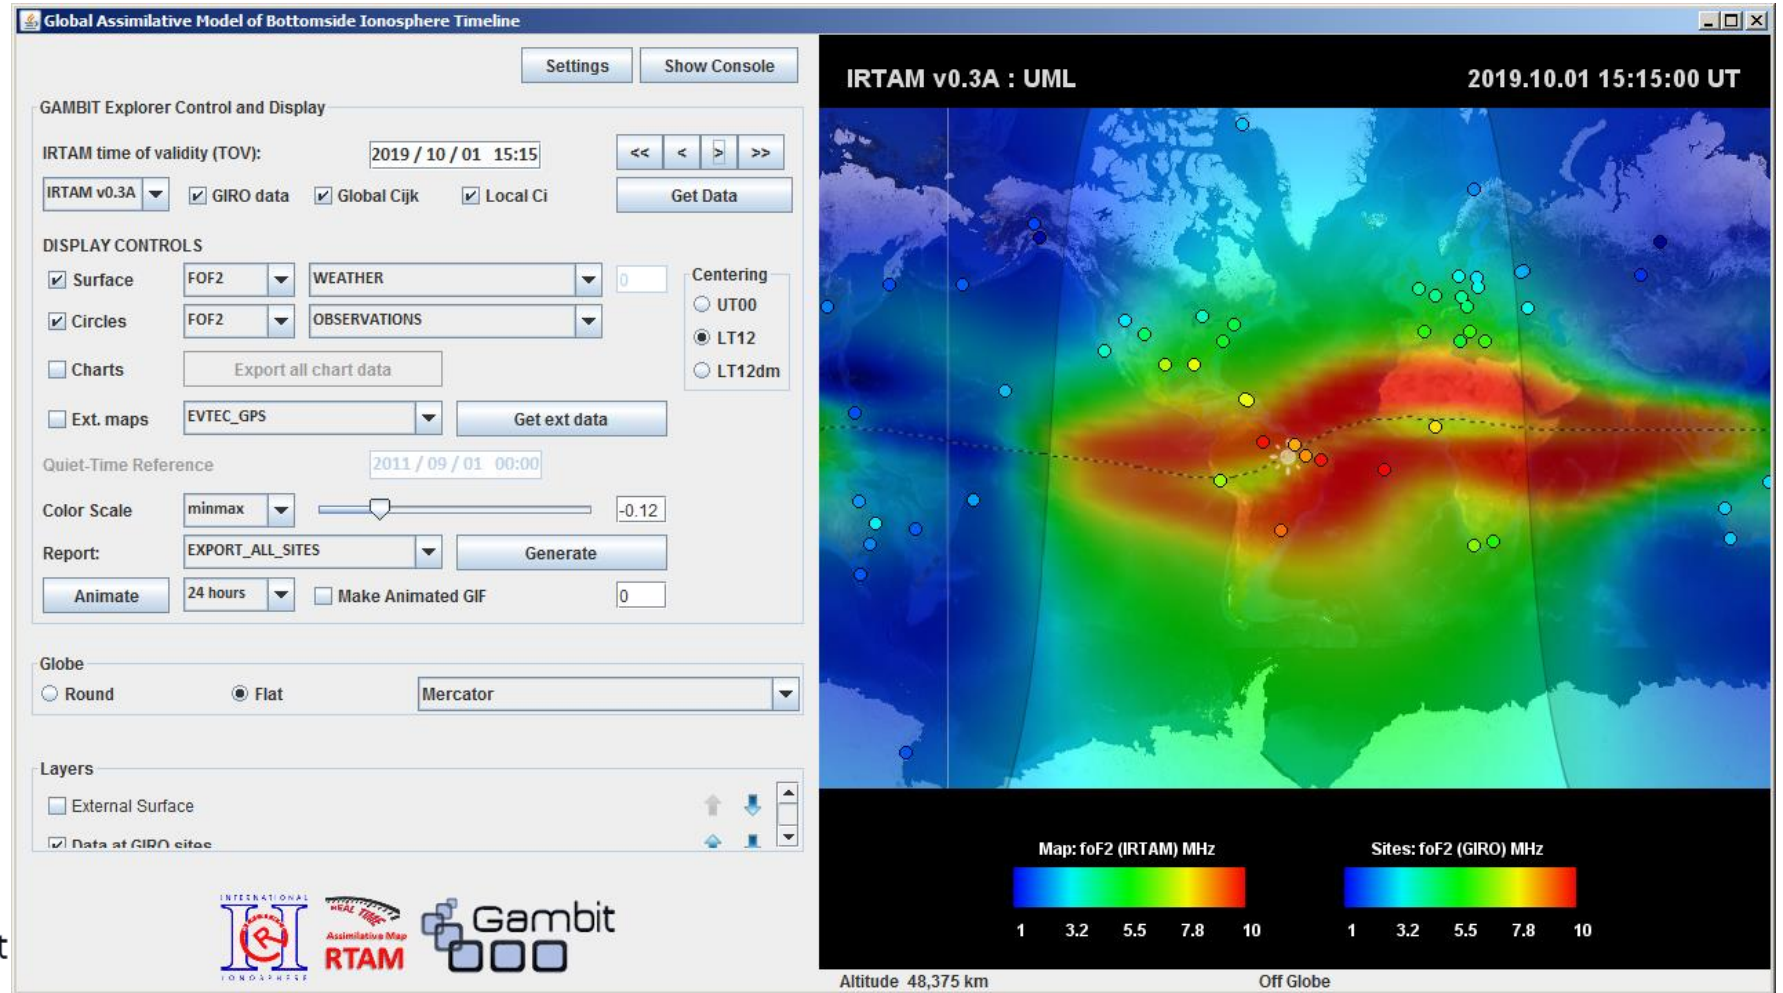 Global Assimilative Model of Bottomside Ionosphere Timeline
Settings Show Console
GAMBIT Explorer Control and Display
IRTAM time of validity (TOV): 2019 / 10 / 01 15:15 << < > >>
IRTAM v0.3A GIRO data Global Cijk Local Ci Get Data
DISPLAY CONTROLS
Surface FOF2 WEATHER 0
Circles FOF2 OBSERVATIONS
Centering
UT00
LT12
LT12dm
Charts Export all chart data
Ext. maps EVTEC_GPS Get ext data
Quiet-Time Reference 2011 / 09 / 01 00:00
Color Scale minmax -0.12
Report: EXPORT_ALL_SITES Generate
Animate 24 hours Make Animated GIF 0
Globe
Round Flat Mercator
Layers
External Surface
Data at GIRO sites
INTERNATIONAL
IONOSPHERE
REAL TIME
Assimilative Map
RTAM
Gambit
t
IRTAM v0.3A : UML 2019.10.01 15:15:00 UT
Map: foF2 (IRTAM) MHz
1 3.2 5.5 7.8 10
Sites: foF2 (GIRO) MHz
1 3.2 5.5 7.8 10
Altitude 48,375 km Off Globe